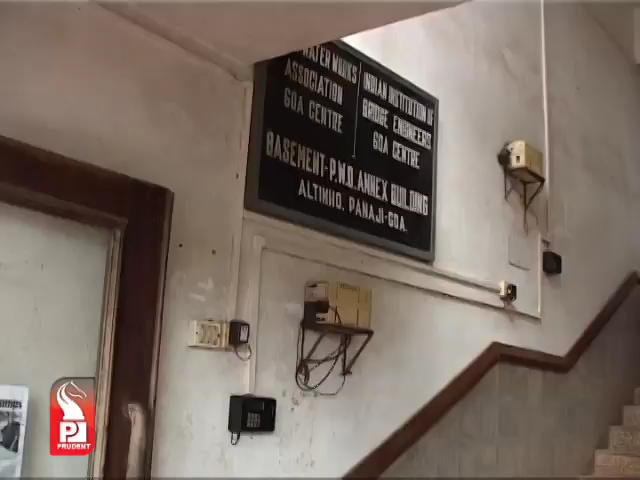 WATER WORKS
ASSOCIATION
GOA CENTRE
INDIAN INSTITUTION OF
BRIDGE ENGINEERS
GOA CENTRE.
BASEMENT-P.W.D. ANNEX BUILDING
ALTINHO, PANAJI-GOA.
PRUDENT